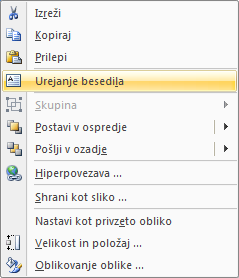 Izreži
Kopiraj
Prilepi
Urejanje besedila
Skupina
Postavi v ospredje
Pošlji v ozadje
Hiperpovezava ...
Shrani kot sliko ...
Nastavi kot privzeto obliko
Velikost in položaj ...
Oblikovanje oblike ...